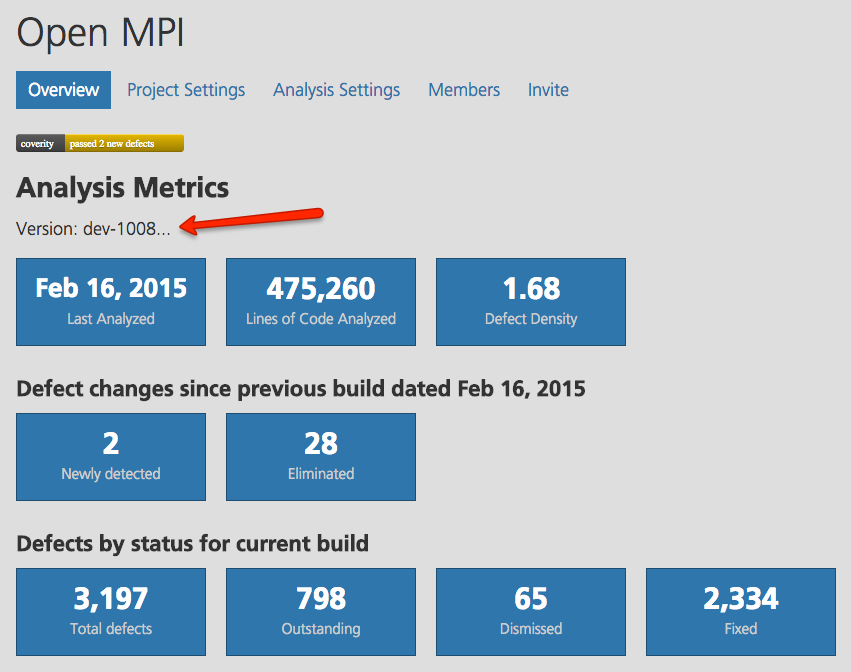 Open MPI
Overview Project Settings Analysis Settings Members Invite
coverity passed 2 new defects
Analysis Metrics
Version: dev-1008...
Feb 16, 2015 475,260 1.68
Last Analyzed Lines of Code Analyzed Defect Density
Defect changes since previous build dated Feb 16, 2015
2 28
Newly detected Eliminated
Defects by status for current build
3,197 798 65 2,334
Total defects Outstanding Dismissed Fixed